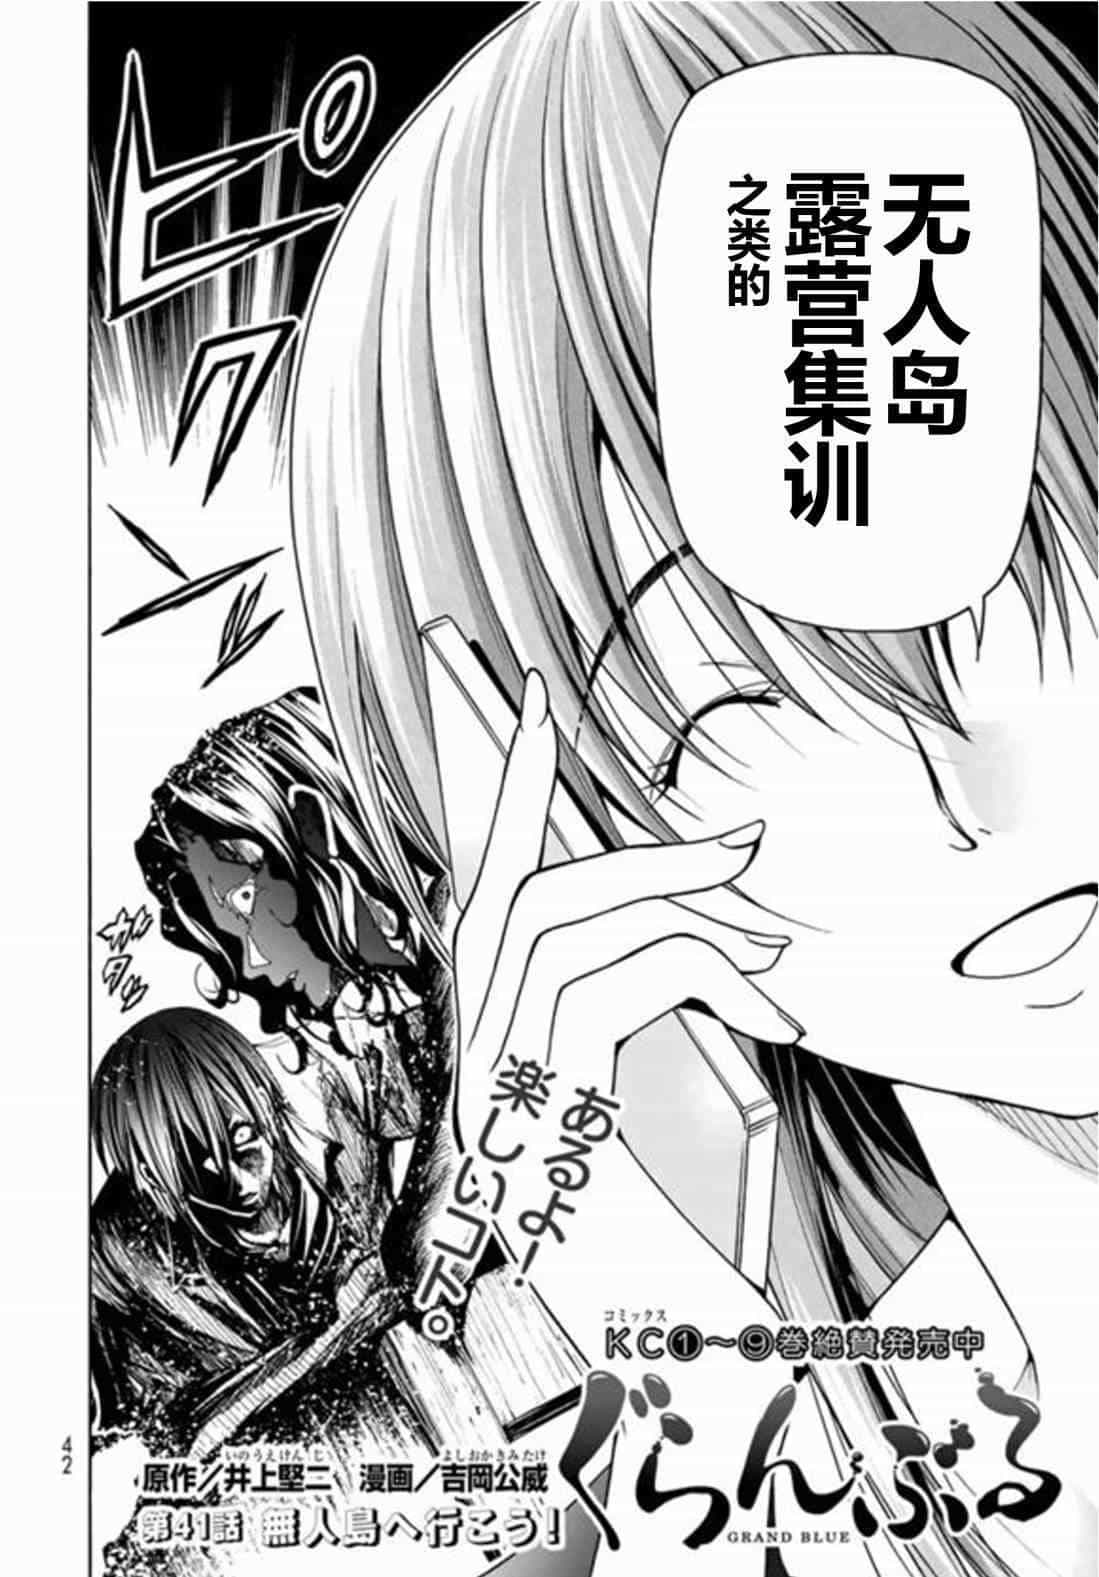 无人岛
露营集训
之类的
ピクッ
ガタッ
ガタッ
あるよ!
楽しいコト。
コミックス
KC①〜⑨巻絶賛発売中
ぐらんぶる
GRAND BLUE
いのうえけんじ よしおかきみたけ
原作/井上堅二 漫画/吉岡公威
第41話 無人島へ行こう!
42